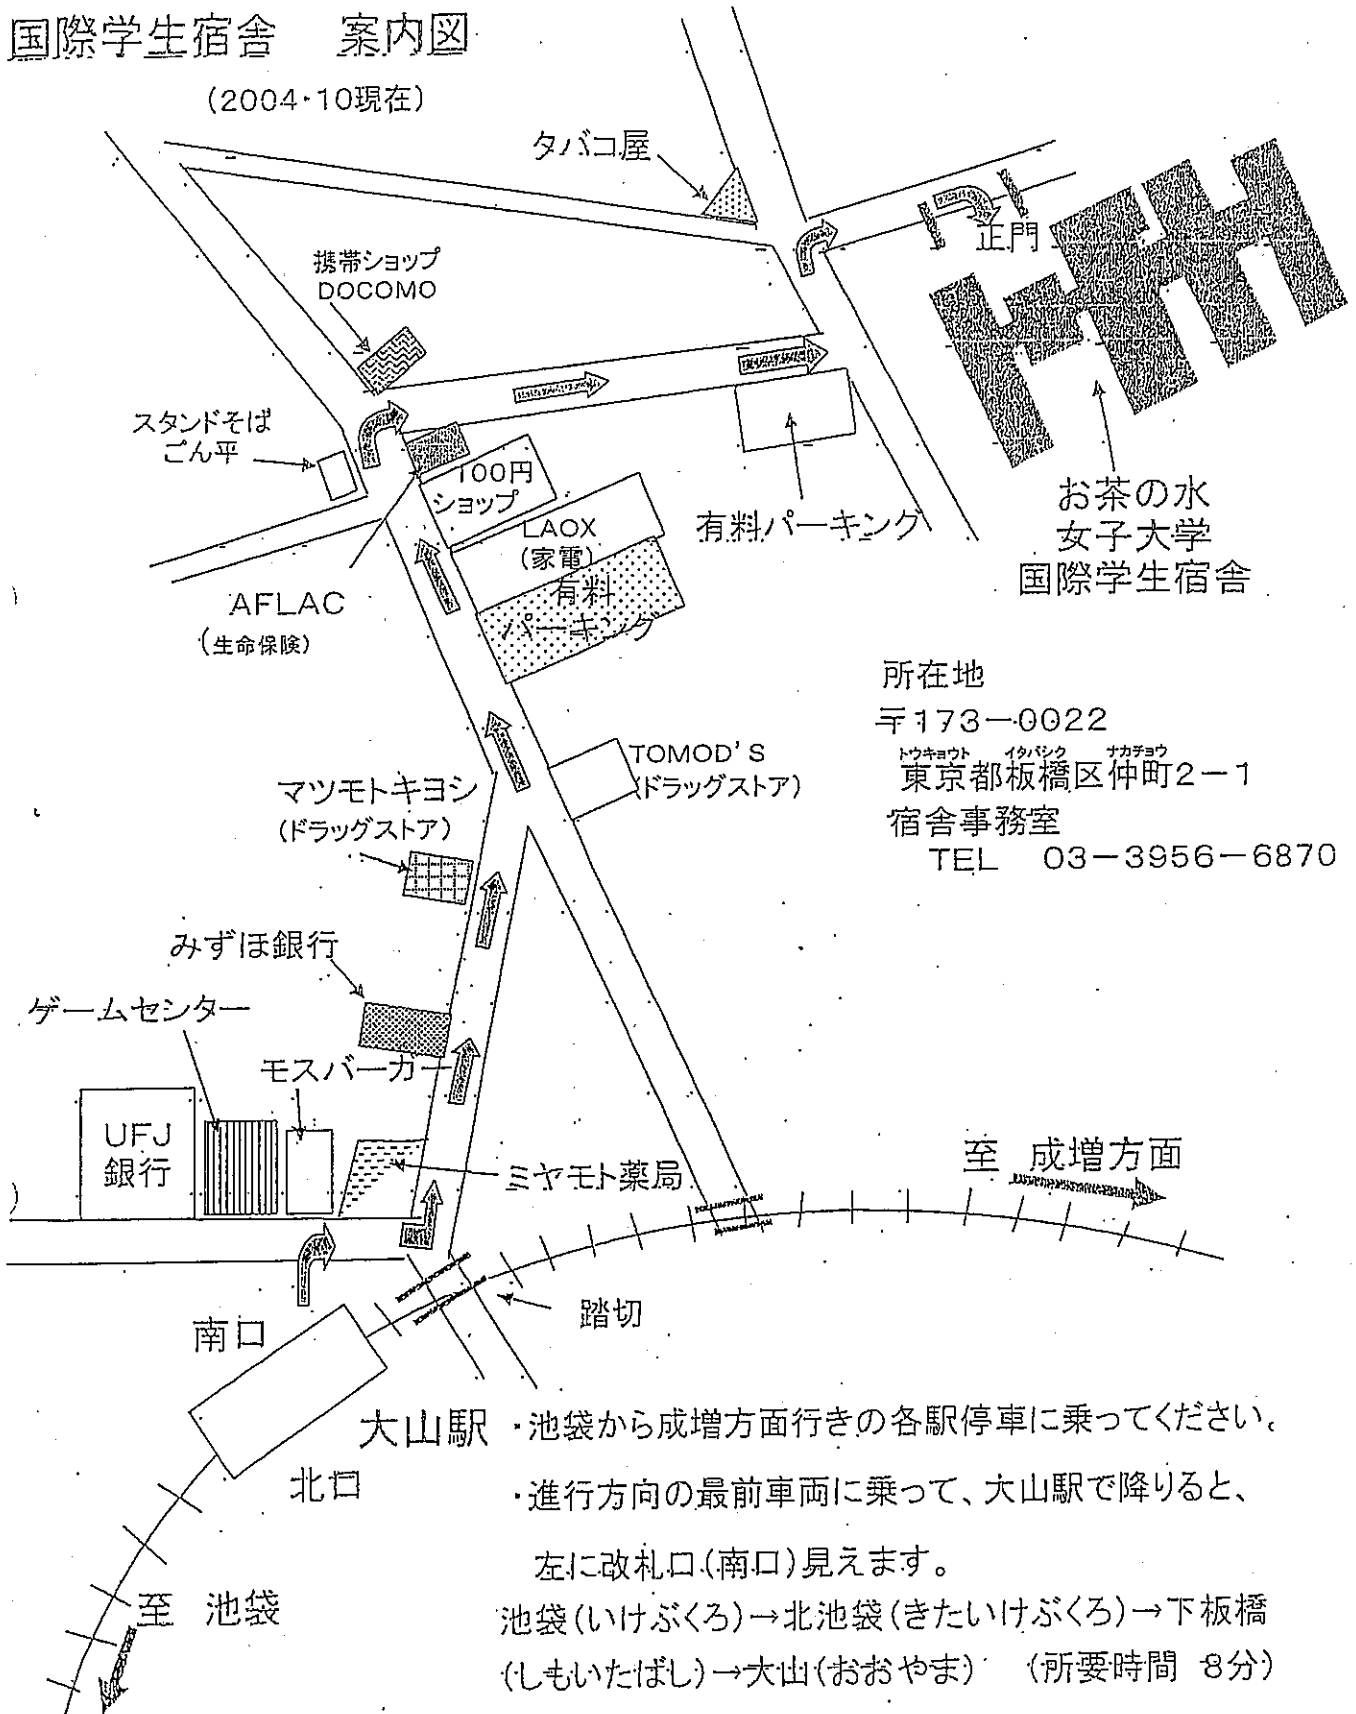 国際学生宿舎　案内図
(2004・10現在)
タバコ屋
正門
携帯ショップ
DOCOMO
スタンドそば
ごん平
100円
ショップ
LAOX
(家電)
有料
パーキング
有料パーキング
お茶の水
女子大学
国際学生宿舎
AFLAC
(生命保険)
所在地
〒173－0022
トウキョウト イタバシク ナカチョウ
東京都板橋区仲町2－1
宿舎事務室
TEL　03－3956－6870
TOMOD'S
(ドラッグストア)
マツモトキヨシ
(ドラッグストア)
みずほ銀行
ゲームセンター
モスバーガー
UFJ
銀行
ミヤモト薬局
至 成増方面
踏切
南口
大山駅
北口
至 池袋
・池袋から成増方面行きの各駅停車に乗ってください。
・進行方向の最前車両に乗って、大山駅で降りると、
左に改札口(南口)見えます。
池袋(いけぶくろ)→北池袋(きたいけぶくろ)→下板橋
(しもいたばし)→大山(おおやま)　(所要時間 8分)